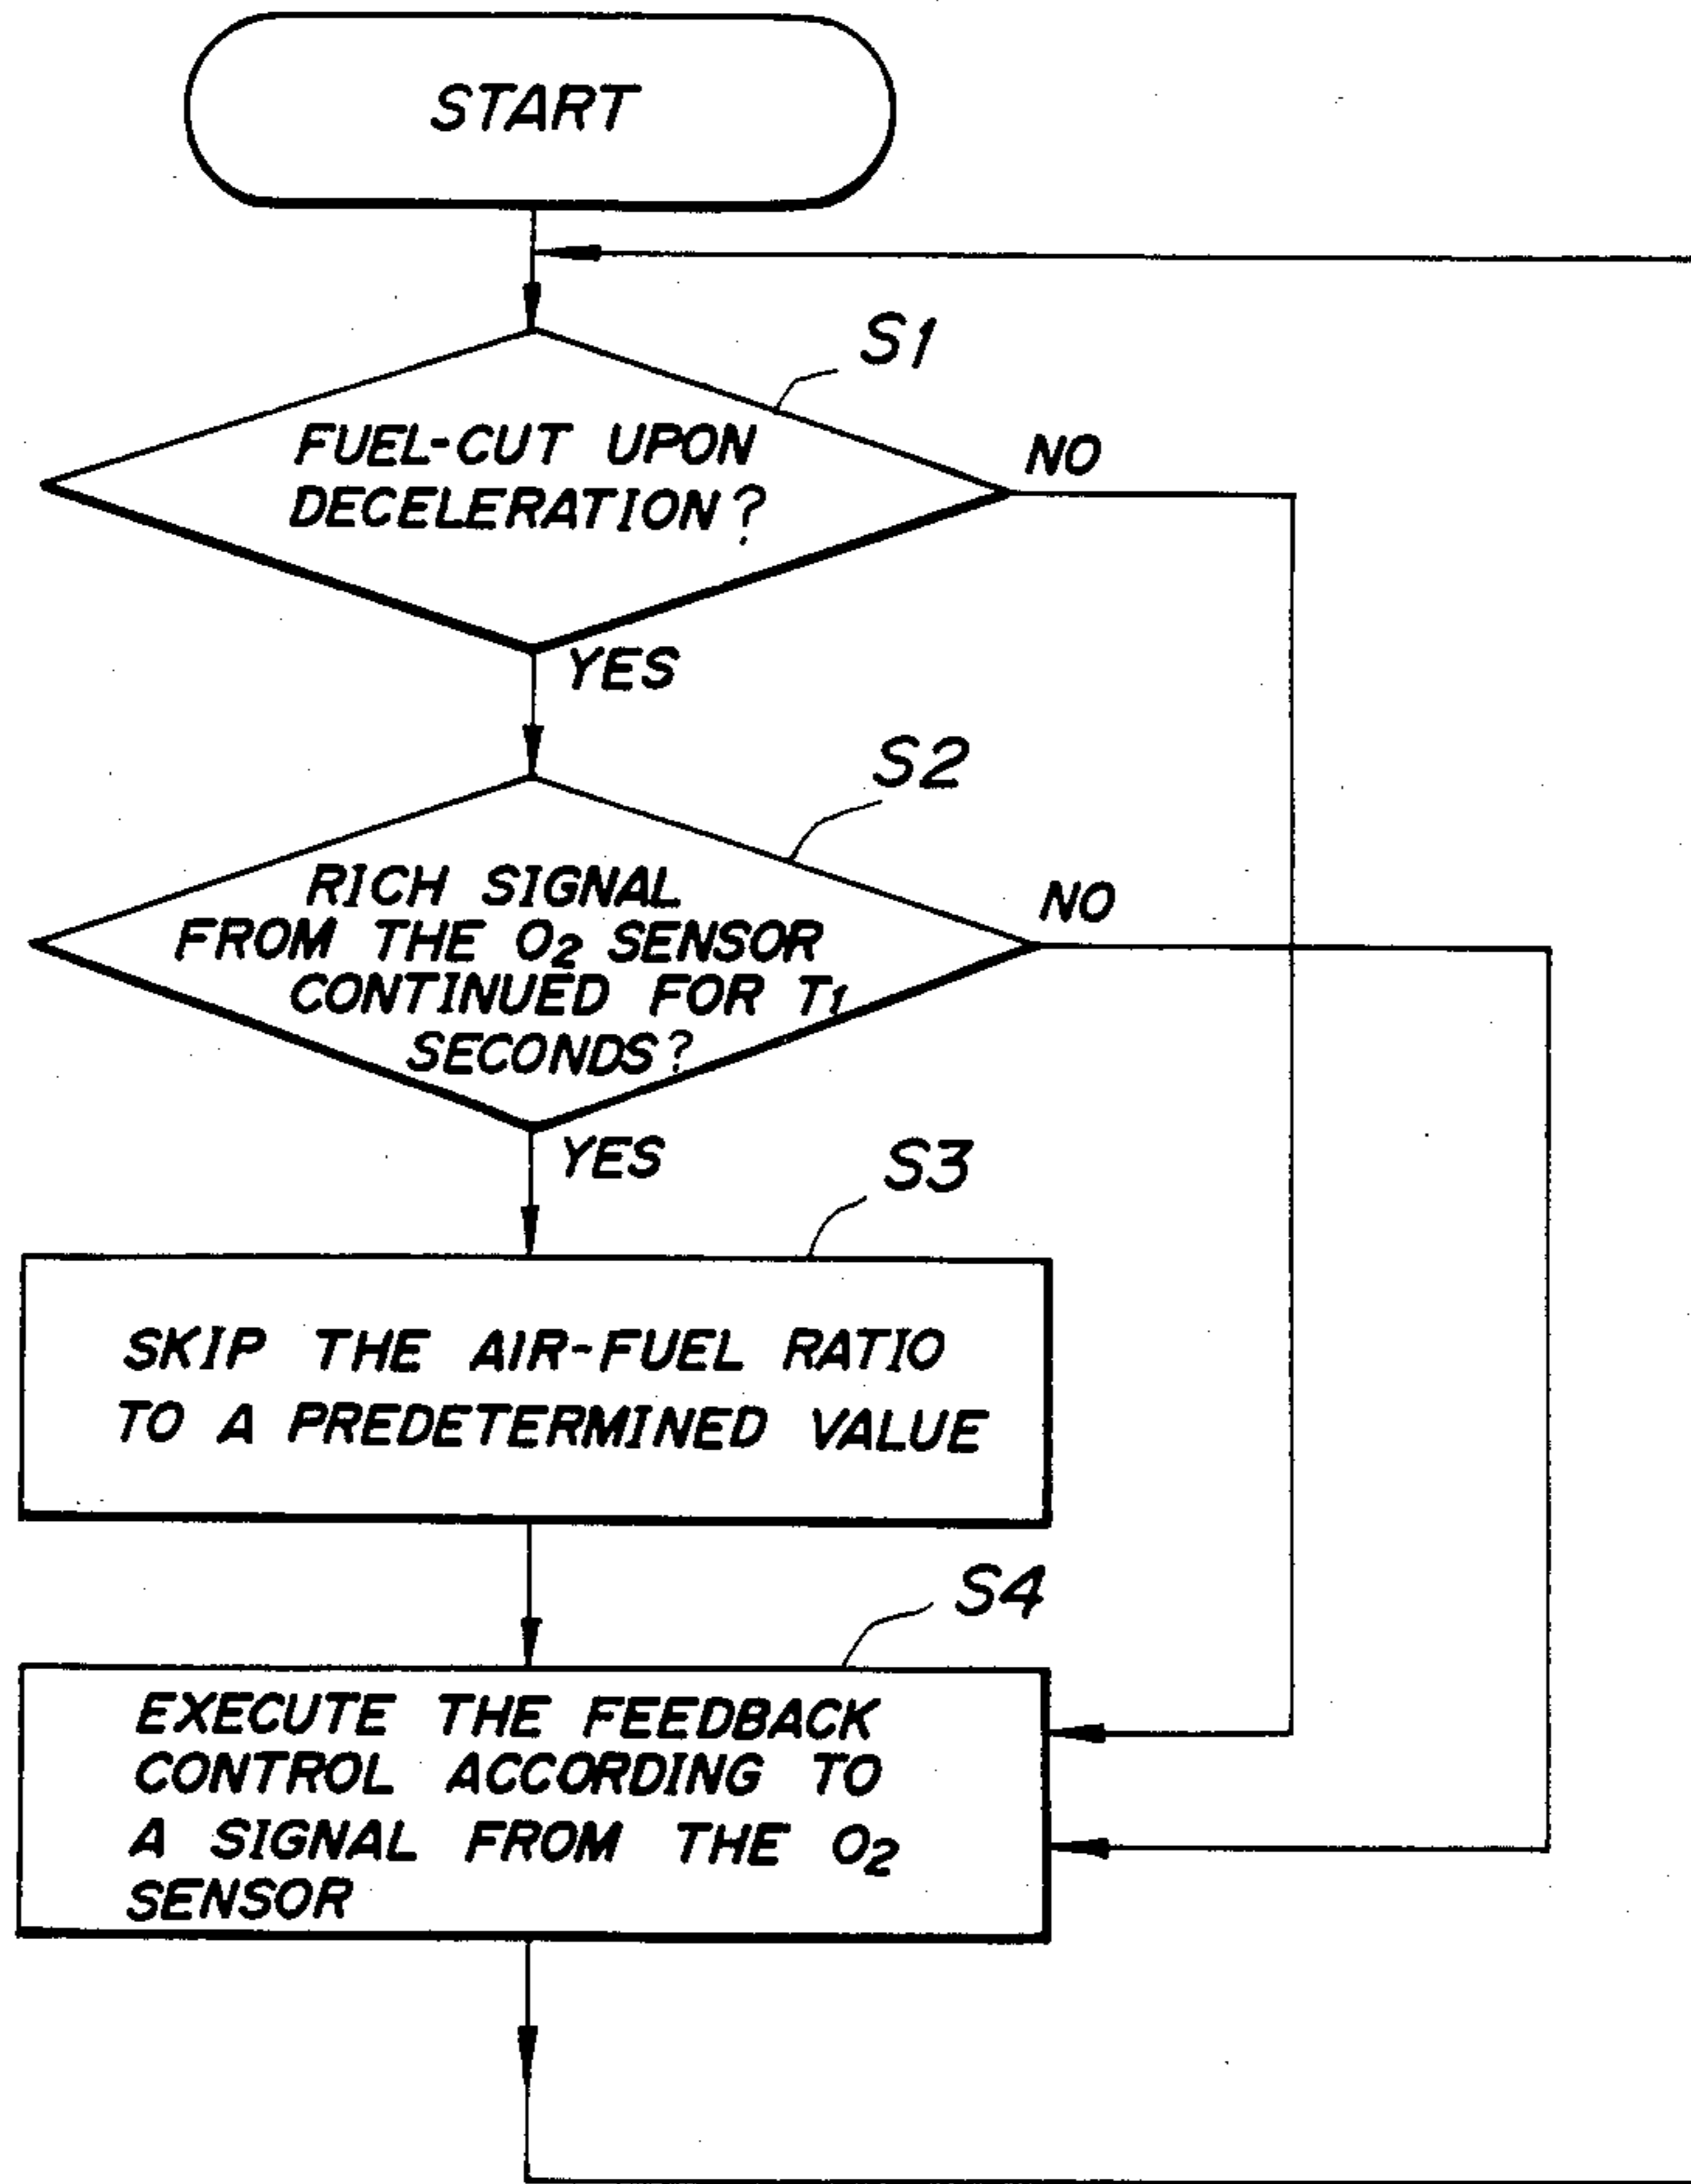 START
S1
FUEL-CUT UPON
DECELERATION?
NO
YES
S2
RICH SIGNAL
FROM THE O2 SENSOR
CONTINUED FOR T1
SECONDS?
NO
YES
S3
SKIP THE AIR-FUEL RATIO
TO A PREDETERMINED VALUE
S4
EXECUTE THE FEEDBACK
CONTROL ACCORDING TO
A SIGNAL FROM THE O2
SENSOR